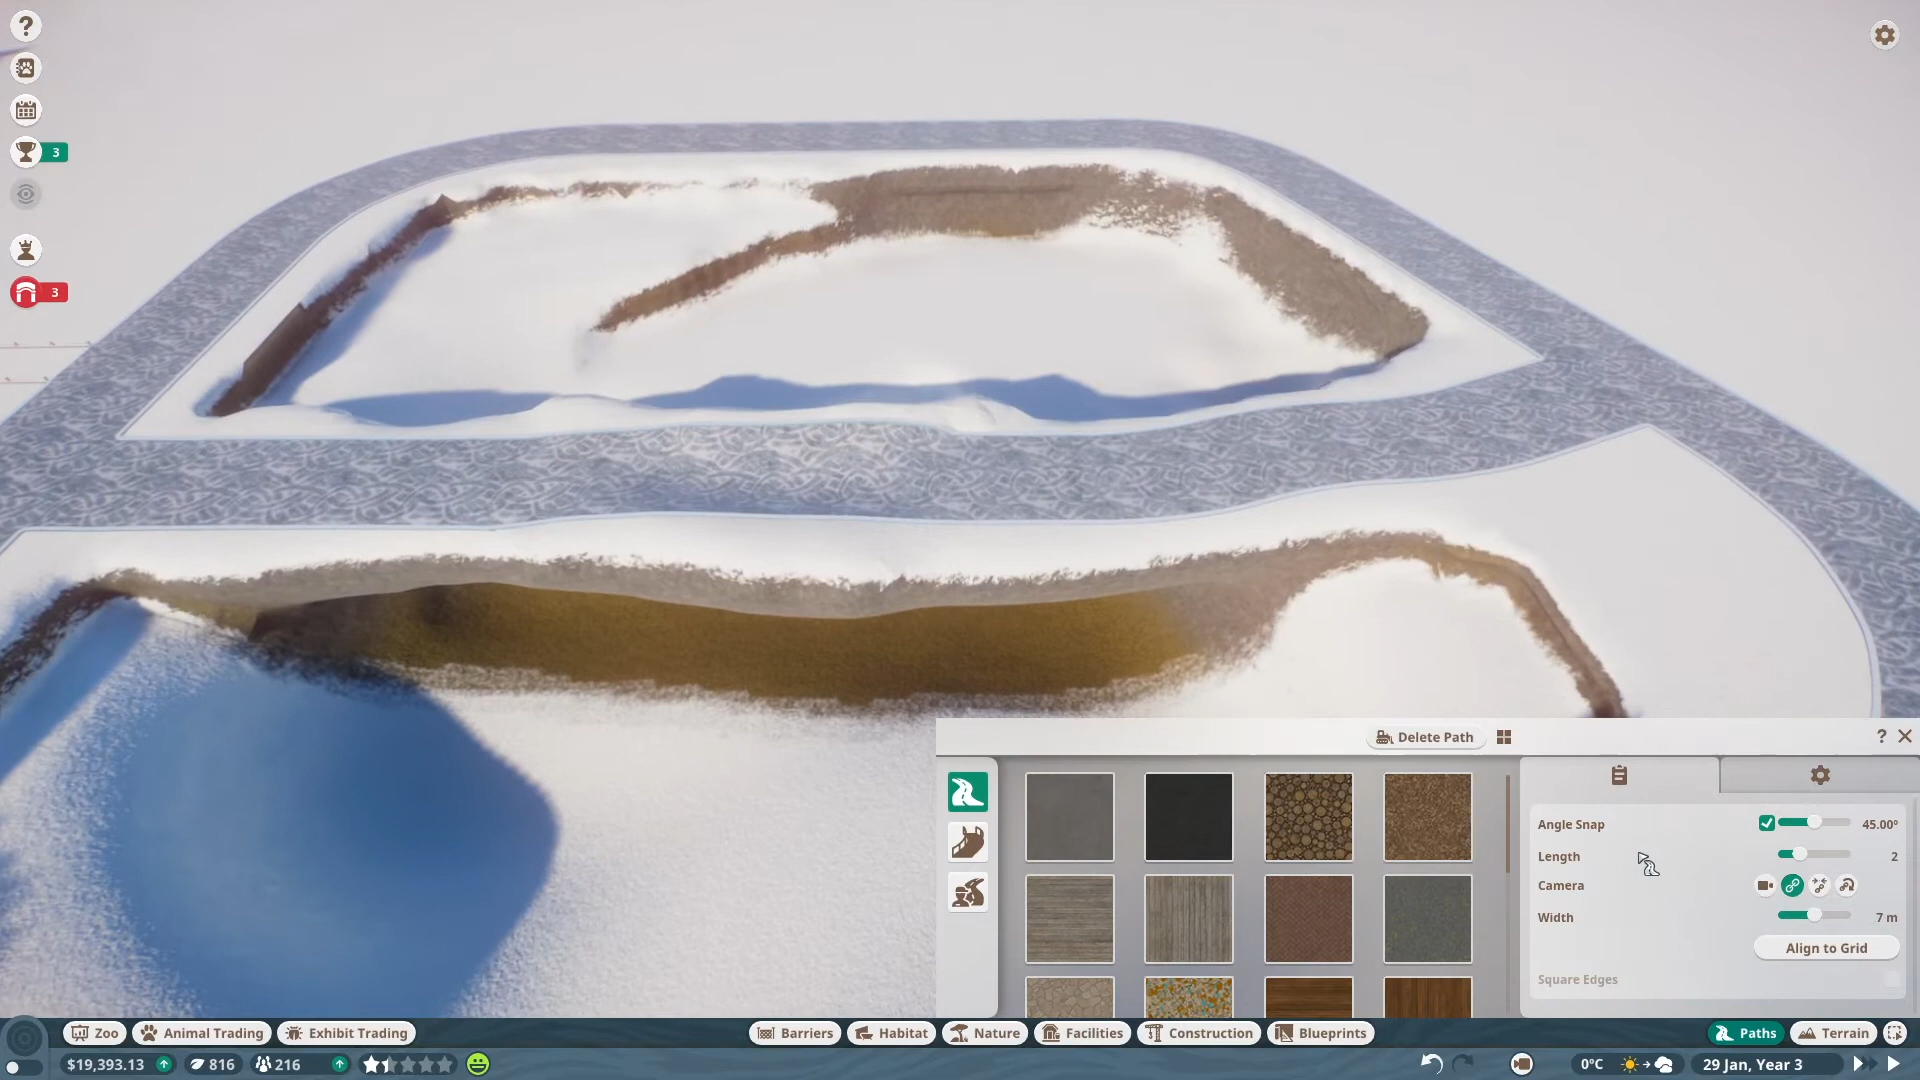 ?
3
3
Delete Path
?
Angle Snap 45.00º
Length 2
Camera
Width 7 m
Align to Grid
Square Edges
Zoo Animal Trading Exhibit Trading Barriers Habitat Nature Facilities Construction Blueprints Paths Terrain
$19,393.13 816 216 0°C 29 Jan, Year 3